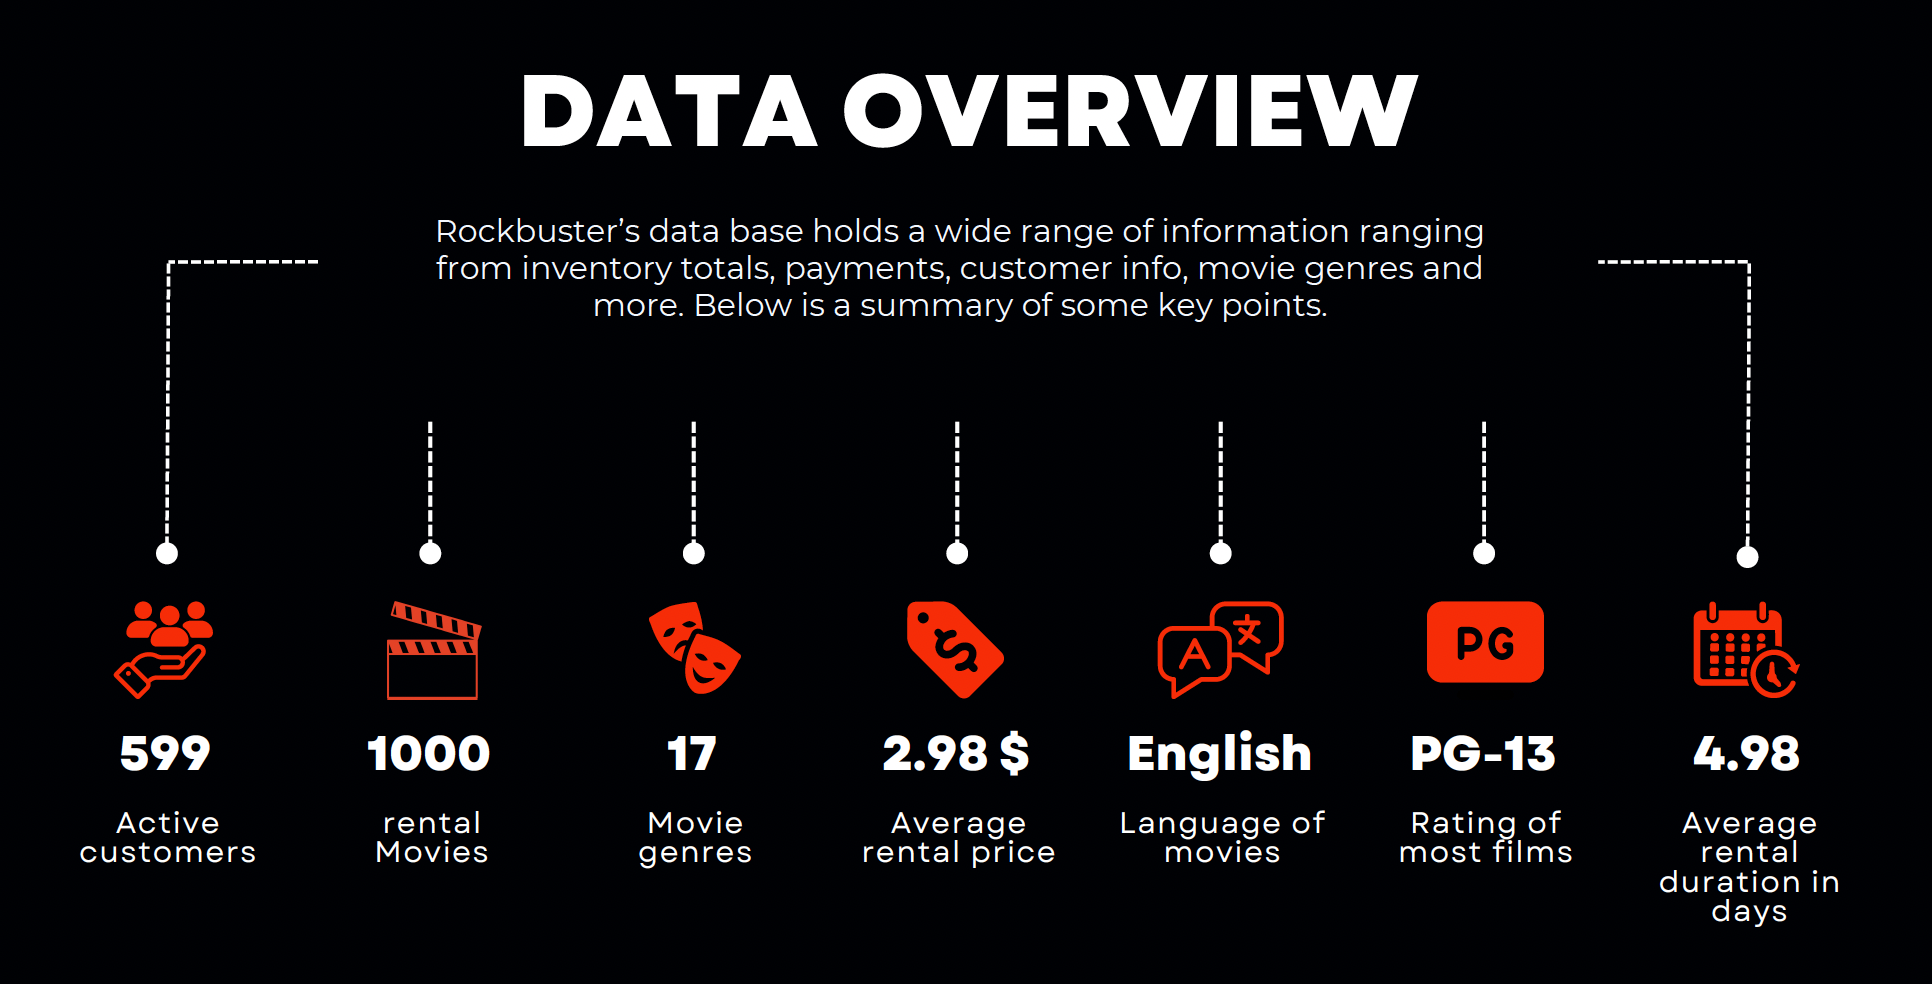 DATA OVERVIEW
Rockbuster’s data base holds a wide range of information ranging
from inventory totals, payments, customer info, movie genres and
more. Below is a summary of some key points.
A 文
PG
599
Active
customers
1000
rental
Movies
17
Movie
genres
2.98 $
Average
rental price
English
Language of
movies
PG-13
Rating of
most films
4.98
Average
rental
duration in
days